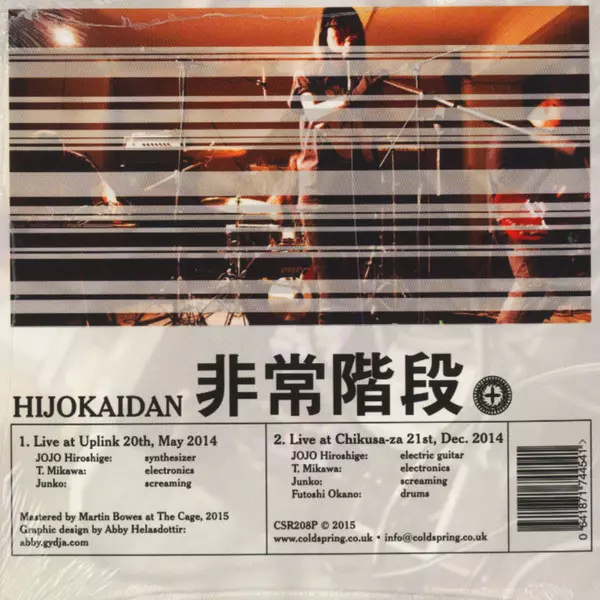 HIJOKAIDAN 非常階段
1. Live at Uplink 20th, May 2014
JOJO Hiroshige: synthesizer
T. Mikawa: electronics
Junko: screaming
Mastered by Martin Bowes at The Cage, 2015
Graphic design by Abby Helasdottir:
abby.gydja.com
2. Live at Chikusa-za 21st, Dec. 2014
JOJO Hiroshige: electric guitar
T. Mikawa: electronics
Junko: screaming
Futoshi Okano: drums
CSR208P © 2015
www.coldspring.co.uk • info@coldspring.co.uk
0 641871 744541 >